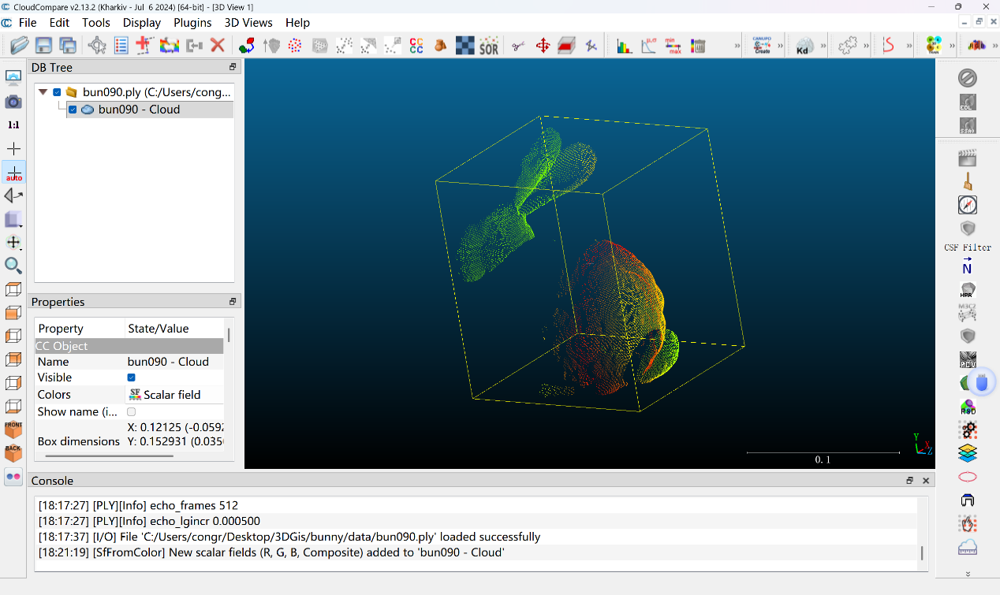 CloudCompare v2.13.2 (Kharkiv - Jul 6 2024) [64-bit] - [3D View 1]
File Edit Tools Display Plugins 3D Views Help
CC
CC
CC
SOR
μ,σ
min
max
CANUPO
Create
Kd
TRAIN
DB Tree
bun090.ply (C:/Users/cong...
bun090 - Cloud
1:1
auto
FRONT
BACK
Properties
Property State/Value
CC Object
Name bun090 - Cloud
Visible
Colors SF Scalar field
Show name (i...
X: 0.12125 (-0.059
Box dimensions Y: 0.152931 (0.035
Y
X
Z
0.1
EDL
SSAO
CSF Filter
N
HPR
M3C2
PCV
RSD
Console
[18:17:27] [PLY][Info] echo_frames 512
[18:17:27] [PLY][Info] echo_lgincr 0.000500
[18:17:37] [I/O] File 'C:/Users/congr/Desktop/3DGis/bunny/data/bun090.ply' loaded successfully
[18:21:19] [SfFromColor] New scalar fields (R, G, B, Composite) added to 'bun090 - Cloud'